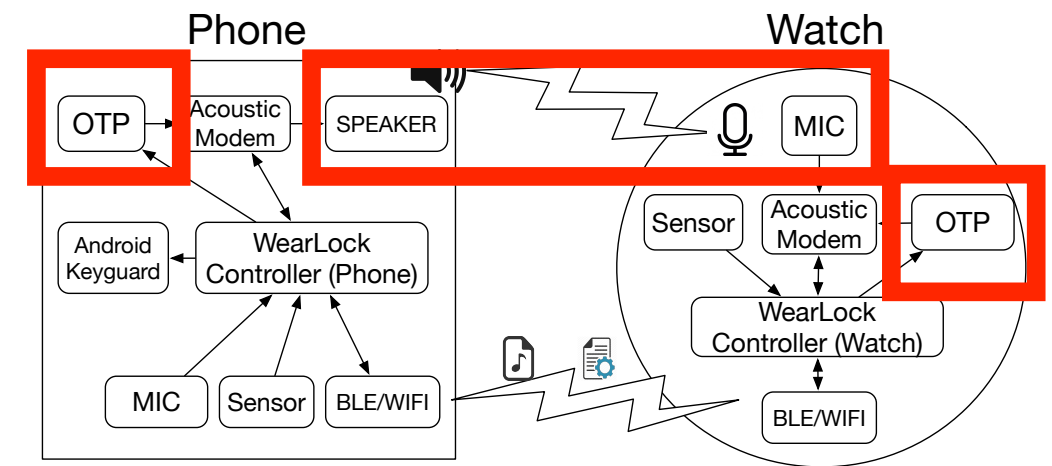 Phone
Watch
OTP
Acoustic
Modem
SPEAKER
MIC
Sensor
Acoustic
Modem
OTP
Android
Keyguard
WearLock
Controller (Phone)
WearLock
Controller (Watch)
MIC
Sensor
BLE/WIFI
BLE/WIFI